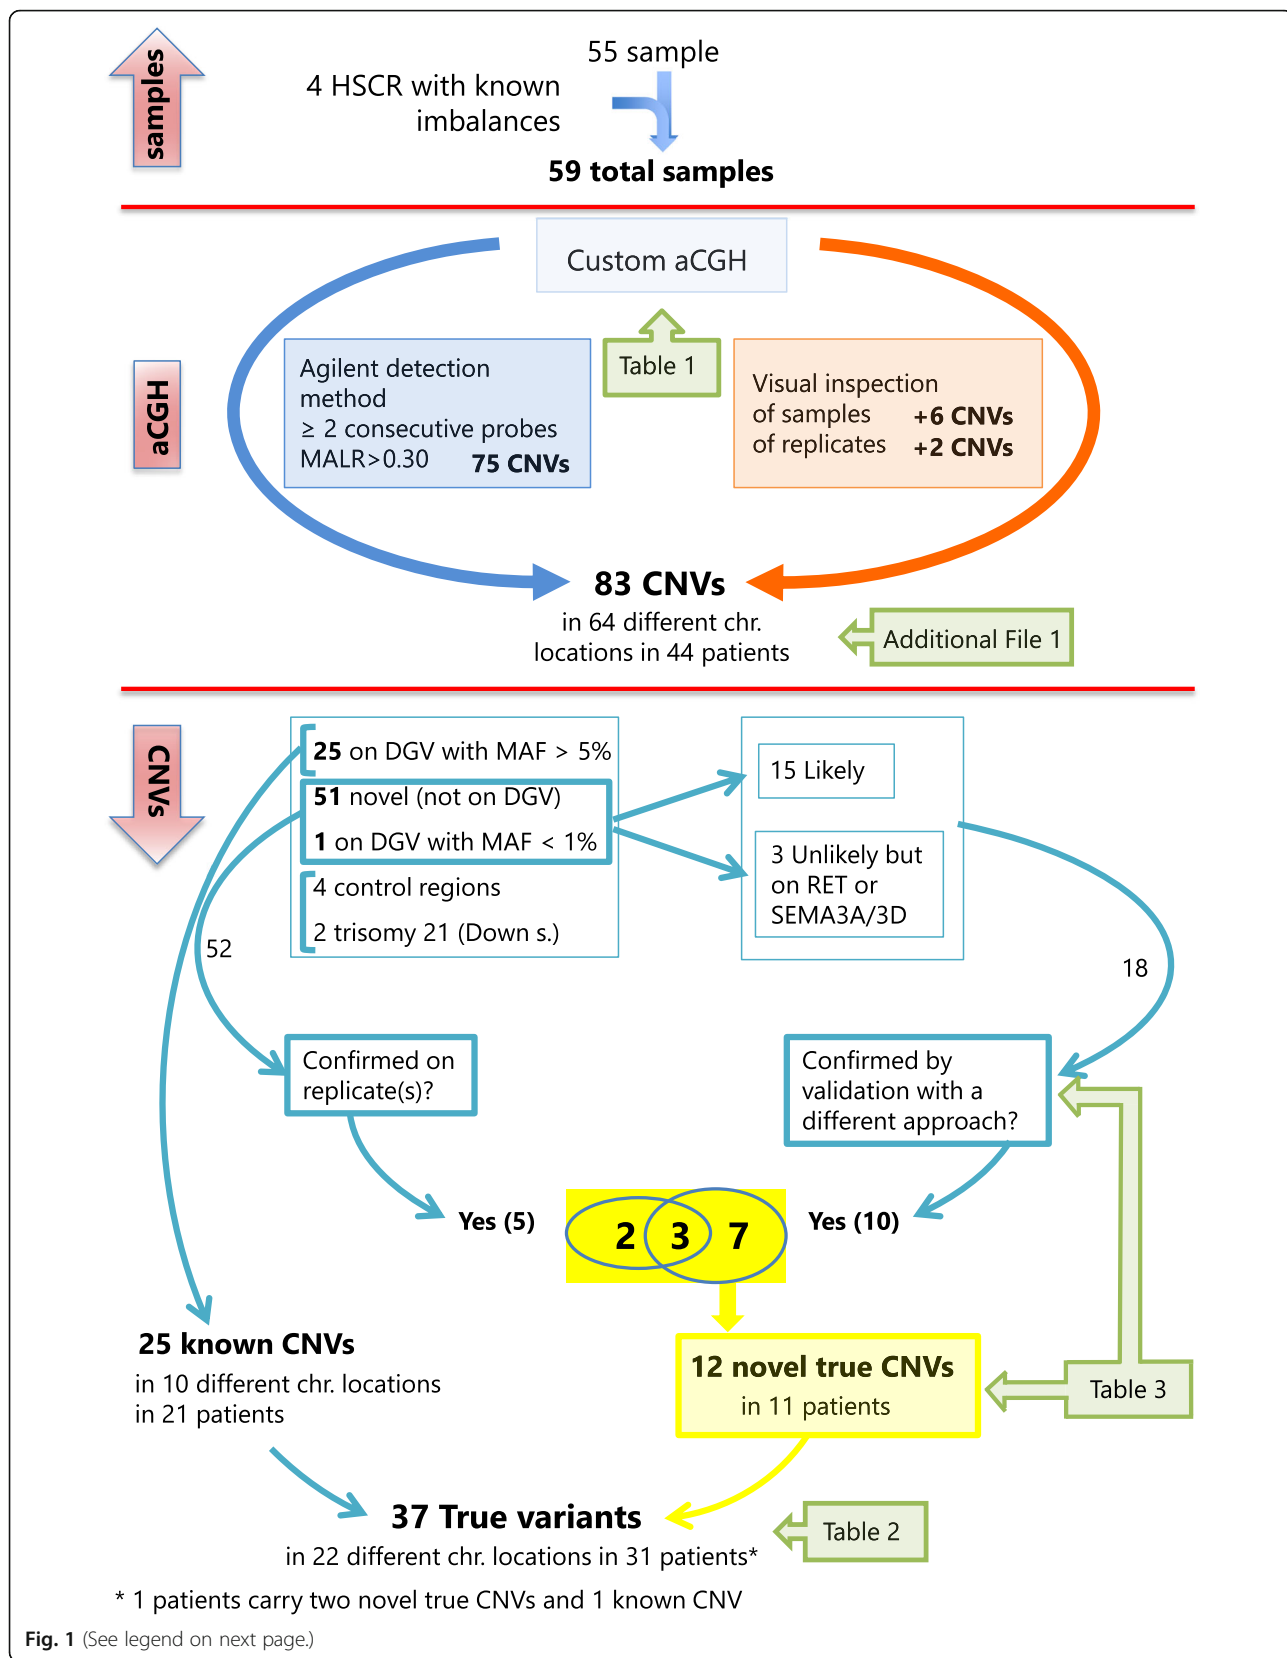 samples
55 sample
4 HSCR with known
imbalances
59 total samples
aCGH
Custom aCGH
Table 1
Agilent detection
method
≥ 2 consecutive probes
MALR>0.30 75 CNVs
Visual inspection
of samples +6 CNVs
of replicates +2 CNVs
83 CNVs
in 64 different chr.
locations in 44 patients
Additional File 1
CNVs
25 on DGV with MAF > 5%
51 novel (not on DGV)
1 on DGV with MAF < 1%
4 control regions
2 trisomy 21 (Down s.)
15 Likely
3 Unlikely but
on RET or
SEMA3A/3D
52
18
Confirmed on
replicate(s)?
Confirmed by
validation with a
different approach?
Yes (5)
2 3 7
Yes (10)
25 known CNVs
in 10 different chr. locations
in 21 patients
12 novel true CNVs
in 11 patients
Table 3
37 True variants
in 22 different chr. locations in 31 patients*
Table 2
* 1 patients carry two novel true CNVs and 1 known CNV
Fig. 1 (See legend on next page.)